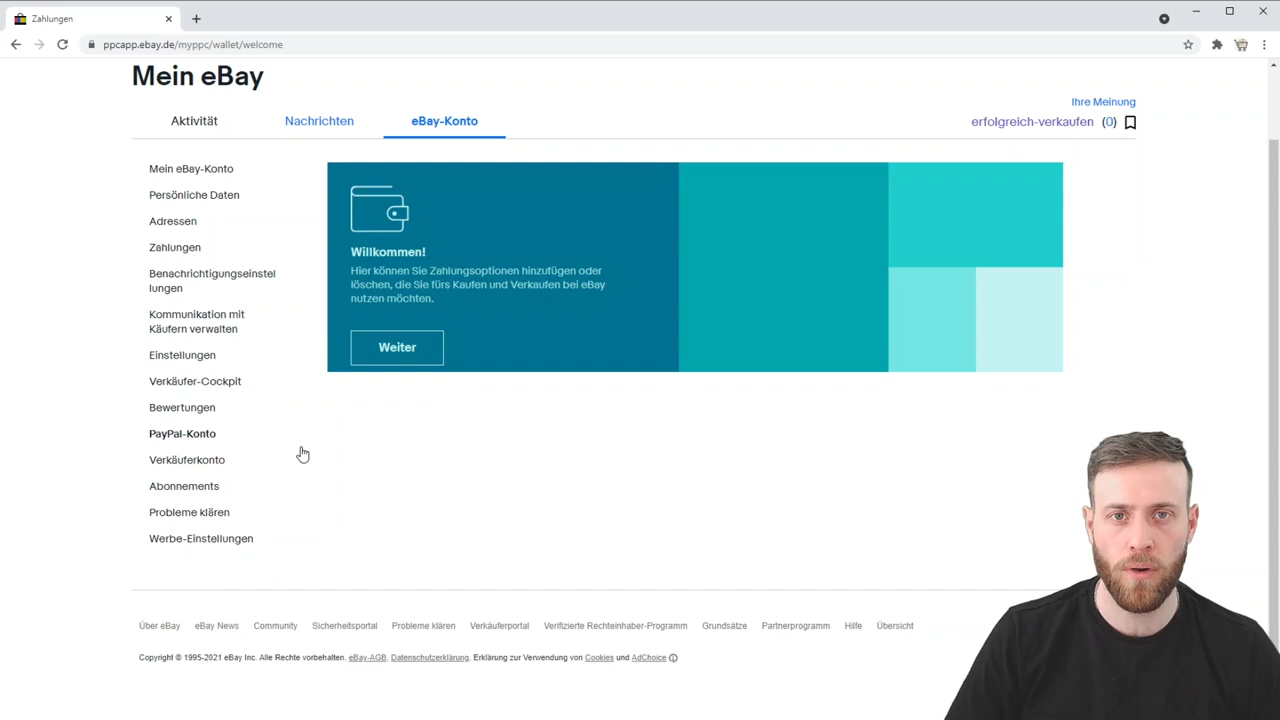 Zahlungen
ppcapp.ebay.de/myppc/wallet/welcome
Mein eBay
Ihre Meinung
Aktivität
Nachrichten
eBay-Konto
erfolgreich-verkaufen (0)
Mein eBay-Konto
Persönliche Daten
Adressen
Zahlungen
Benachrichtigungseinstel
lungen
Kommunikation mit
Käufern verwalten
Einstellungen
Verkäufer-Cockpit
Bewertungen
PayPal-Konto
Verkäuferkonto
Abonnements
Probleme klären
Werbe-Einstellungen
Willkommen!
Hier können Sie Zahlungsoptionen hinzufügen oder
löschen, die Sie fürs Kaufen und Verkaufen bei eBay
nutzen möchten.
Weiter
Über eBay eBay News Community Sicherheitsportal Probleme klären Verkäuferportal Verifizierte Rechteinhaber-Programm Grundsätze Partnerprogramm Hilfe Übersicht
Copyright © 1995-2021 eBay Inc. Alle Rechte vorbehalten. eBay-AGB, Datenschutzerklärung, Erklärung zur Verwendung von Cookies und AdChoice